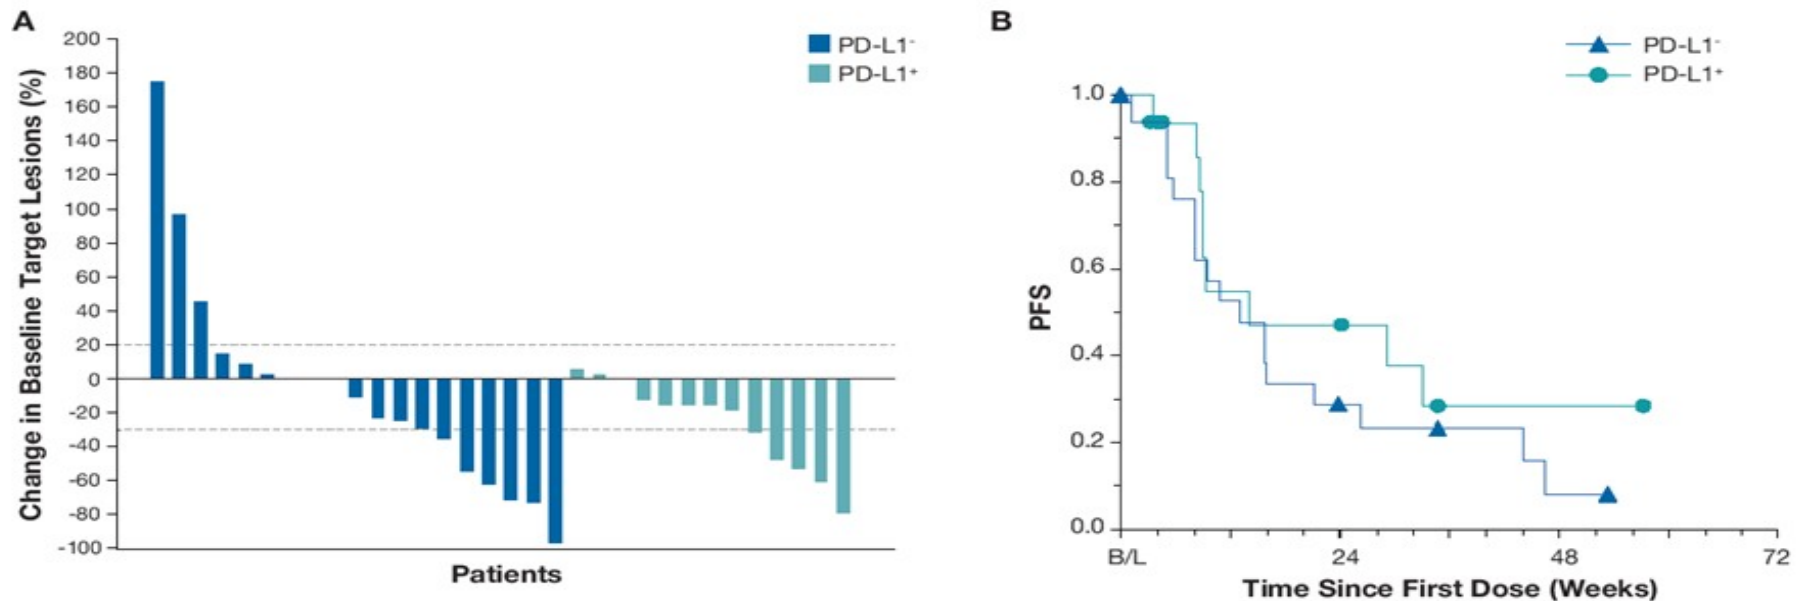 A
PD-L1-
PD-L1+
Change in Baseline Target Lesions (%)
200
180
160
140
120
100
80
60
40
20
0
-20
-40
-60
-80
-100
Patients
B
PD-L1-
PD-L1+
PFS
1.0
0.8
0.6
0.4
0.2
0.0
B/L 24 48 72
Time Since First Dose (Weeks)